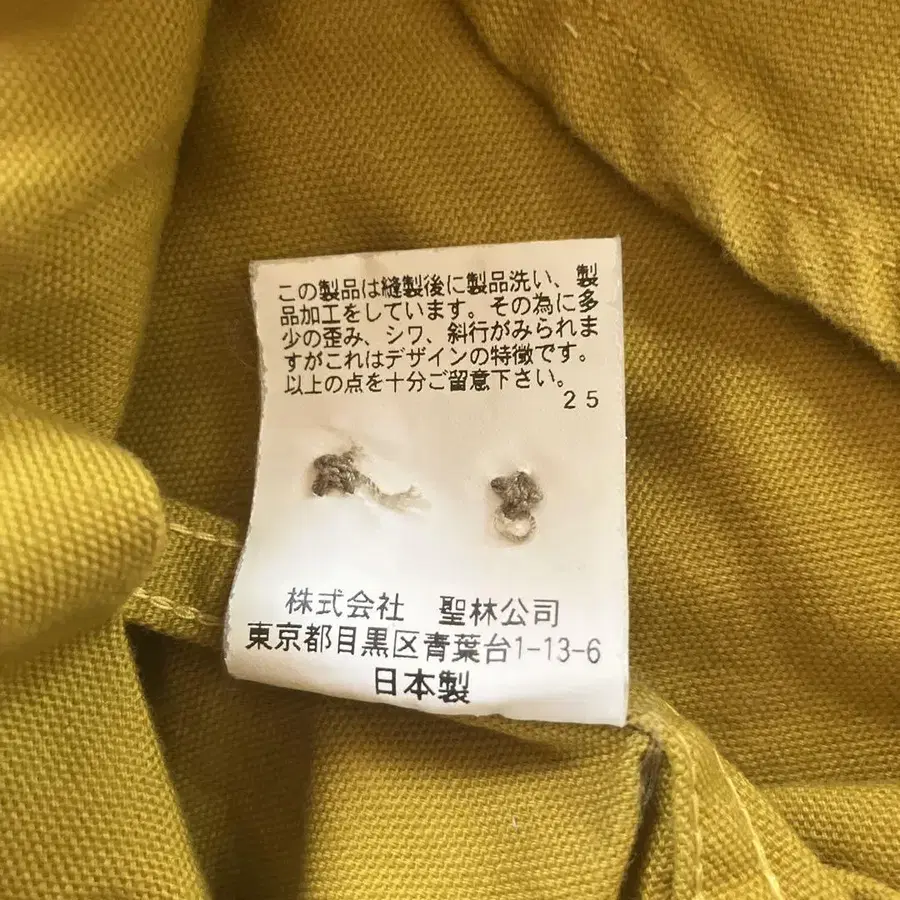 この製品は縫製後に製品洗い、製
品加工をしています。その為に多
少の歪み、シワ、斜行がみられま
すがこれはデザインの特徴です。
以上の点を十分ご留意下さい。
25
株式会社　聖林公司
東京都目黒区青葉台1-13-6
日本製